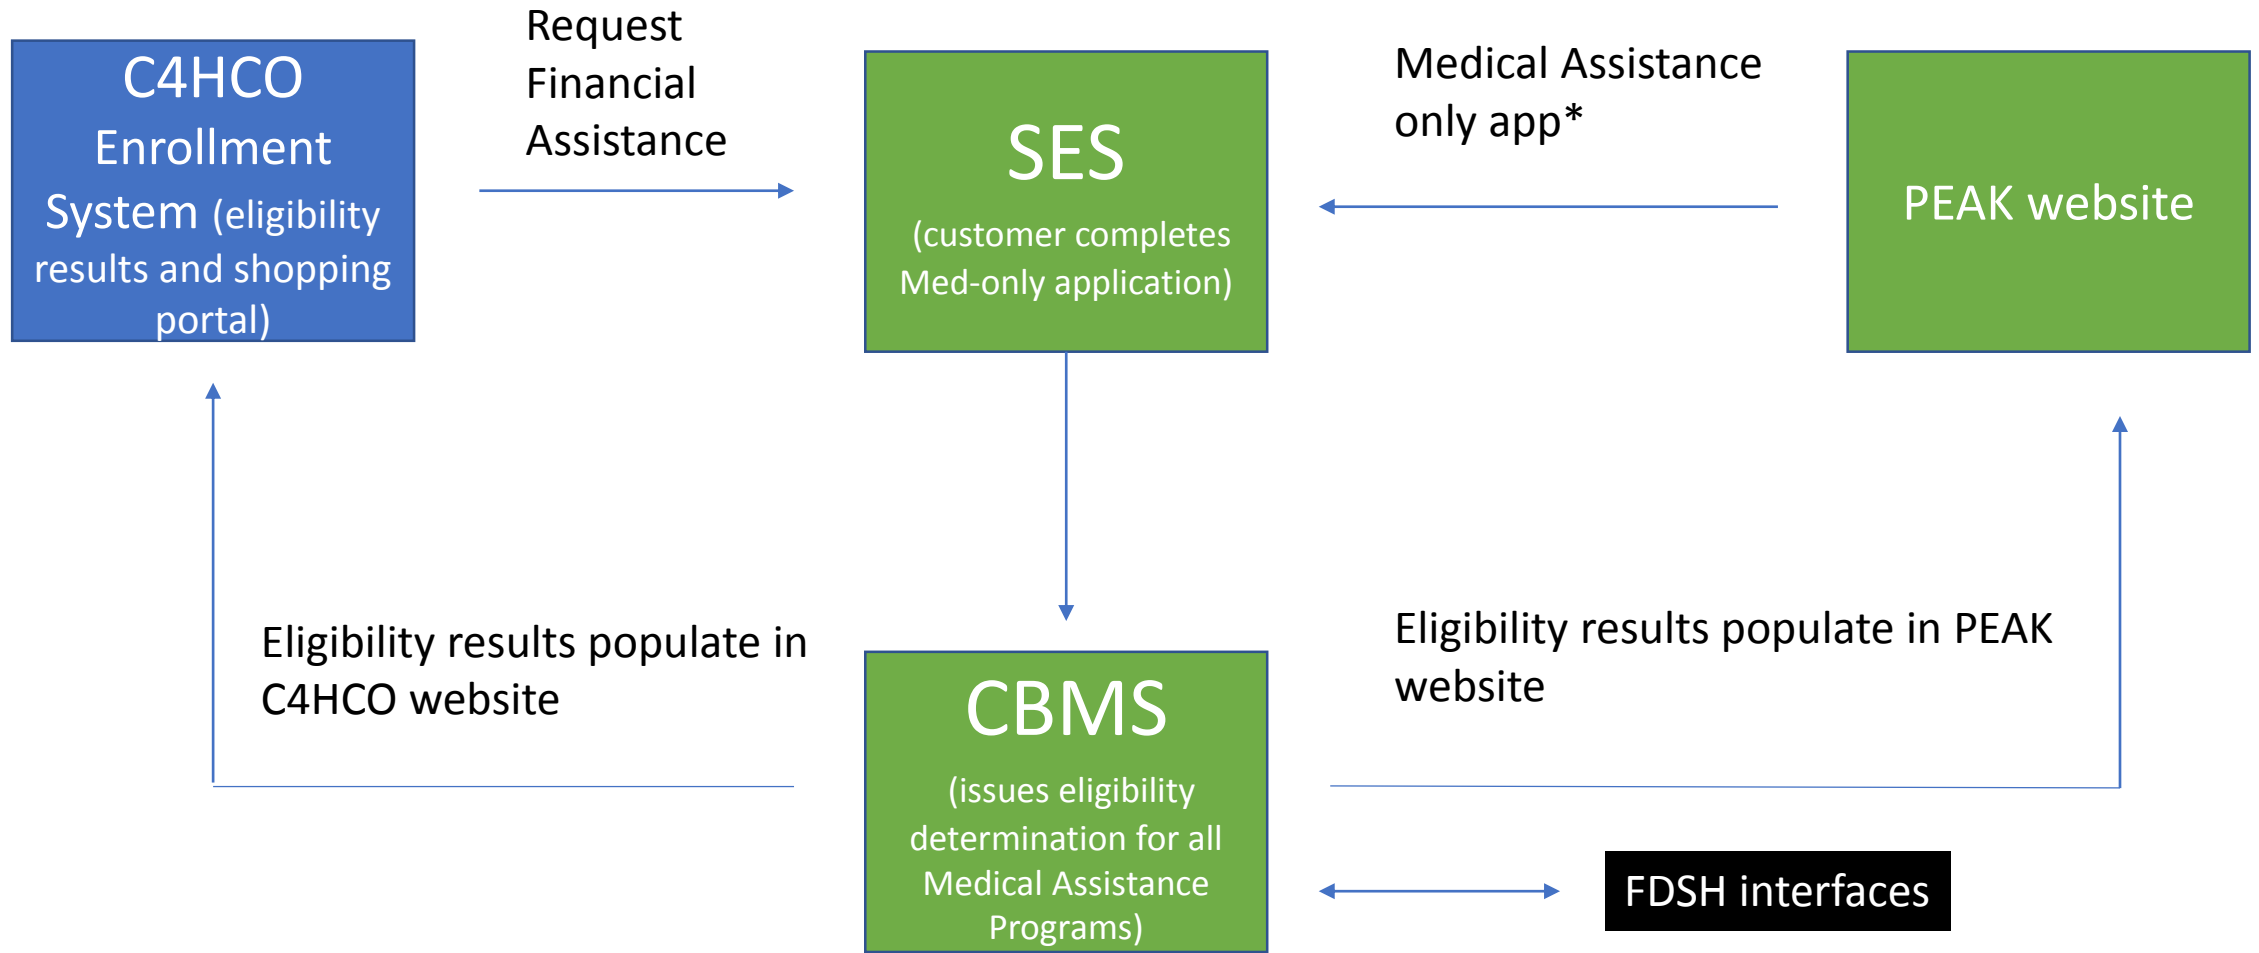 C4HCO
Enrollment
System (eligibility
results and shopping
portal)
Request
Financial
Assistance
SES
(customer completes
Med-only application)
Medical Assistance
only app*
PEAK website
Eligibility results populate in
C4HCO website
CBMS
(issues eligibility
determination for all
Medical Assistance
Programs)
Eligibility results populate in PEAK
website
FDSH interfaces